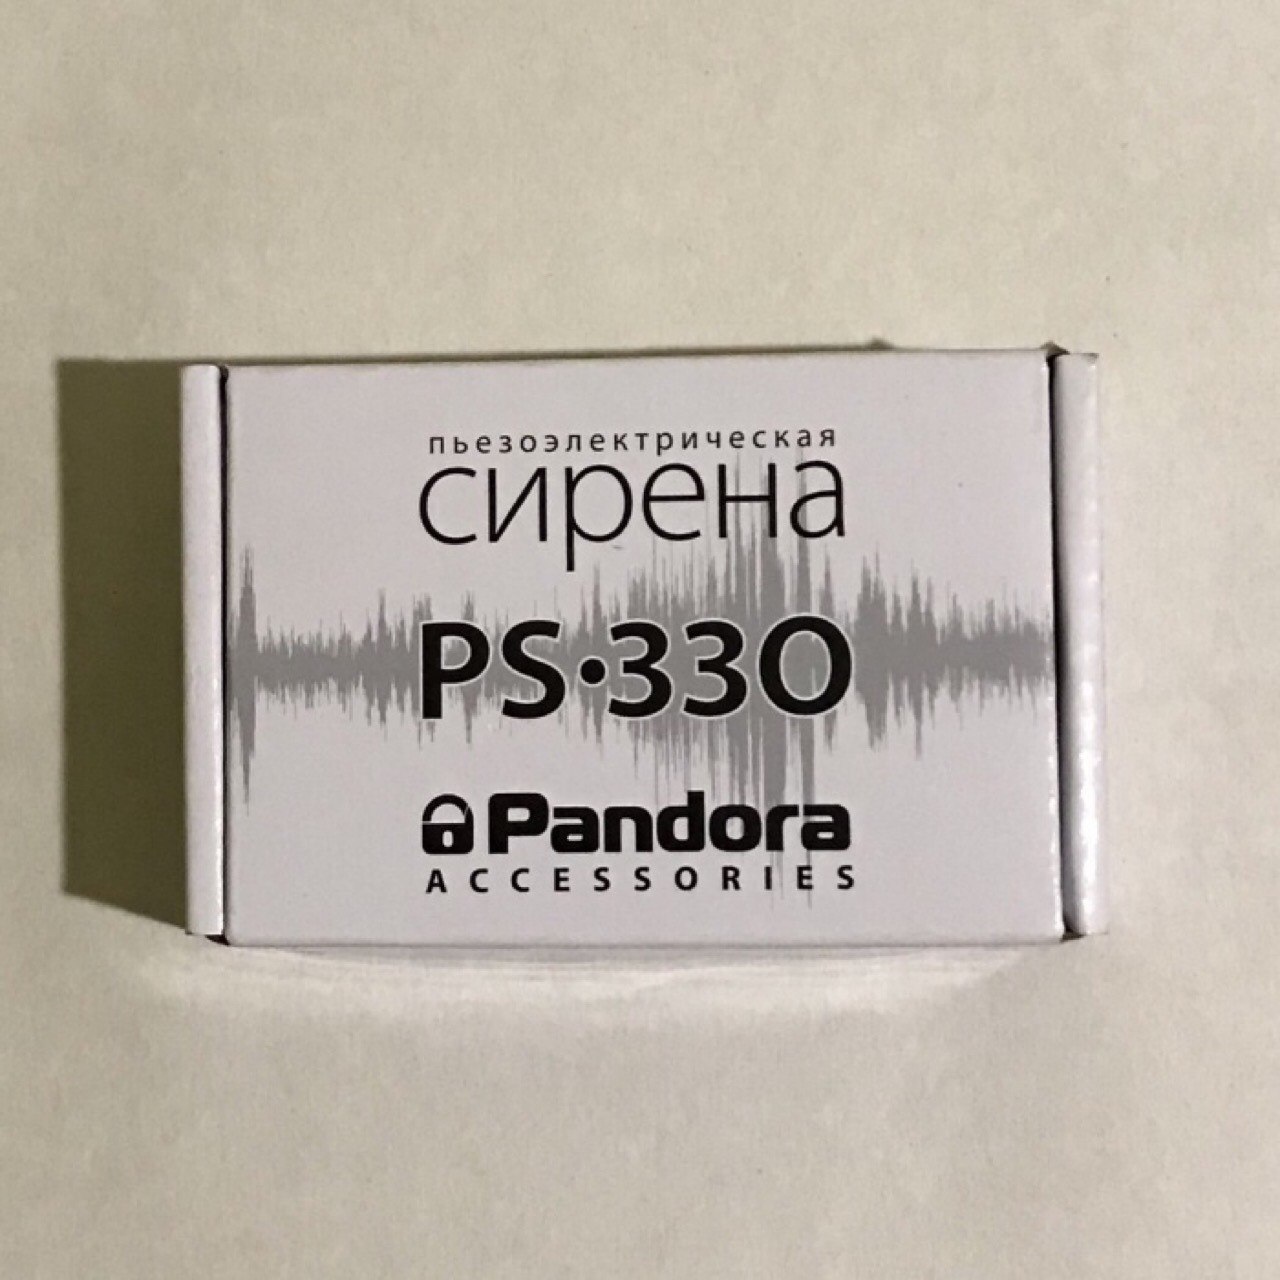 пьезоэлектрическая
сирена
PS·330
Pandora
ACCESSORIES